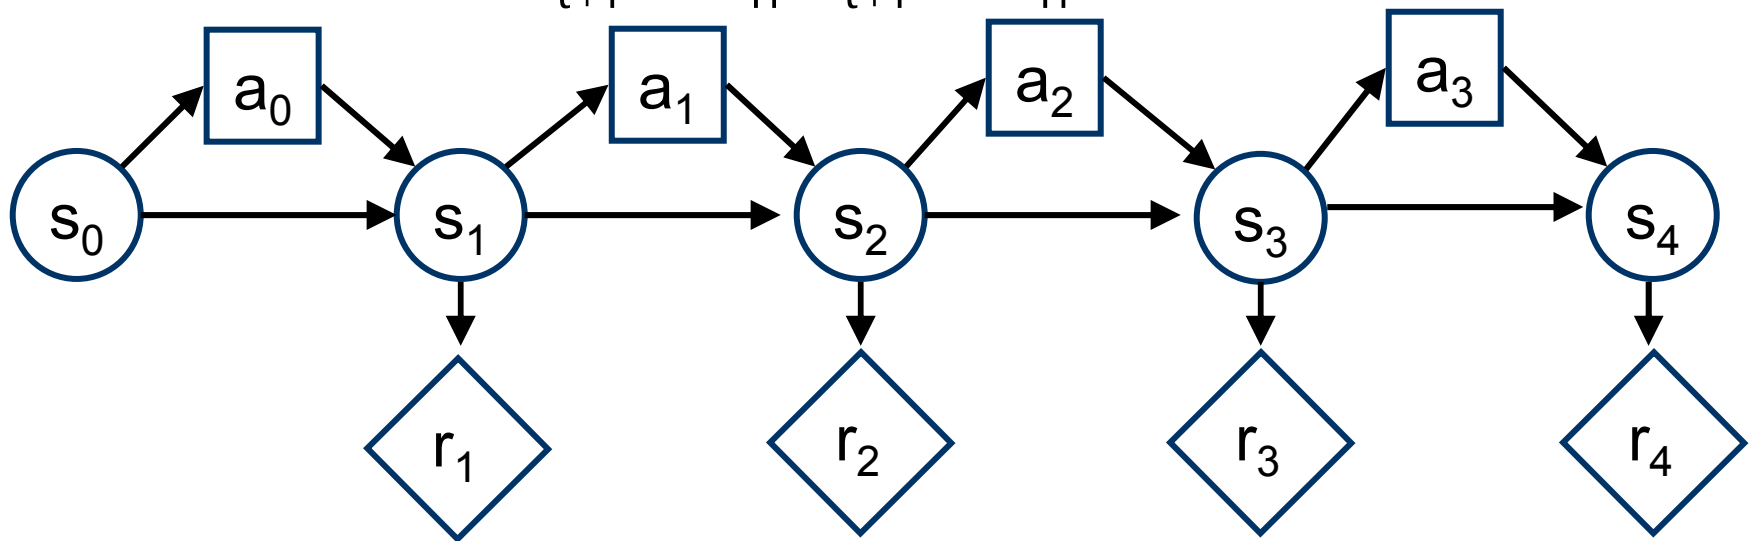 a₀ a₁ a₂ a₃
s₀ s₁ s₂ s₃ s₄
r₁ r₂ r₃ r₄